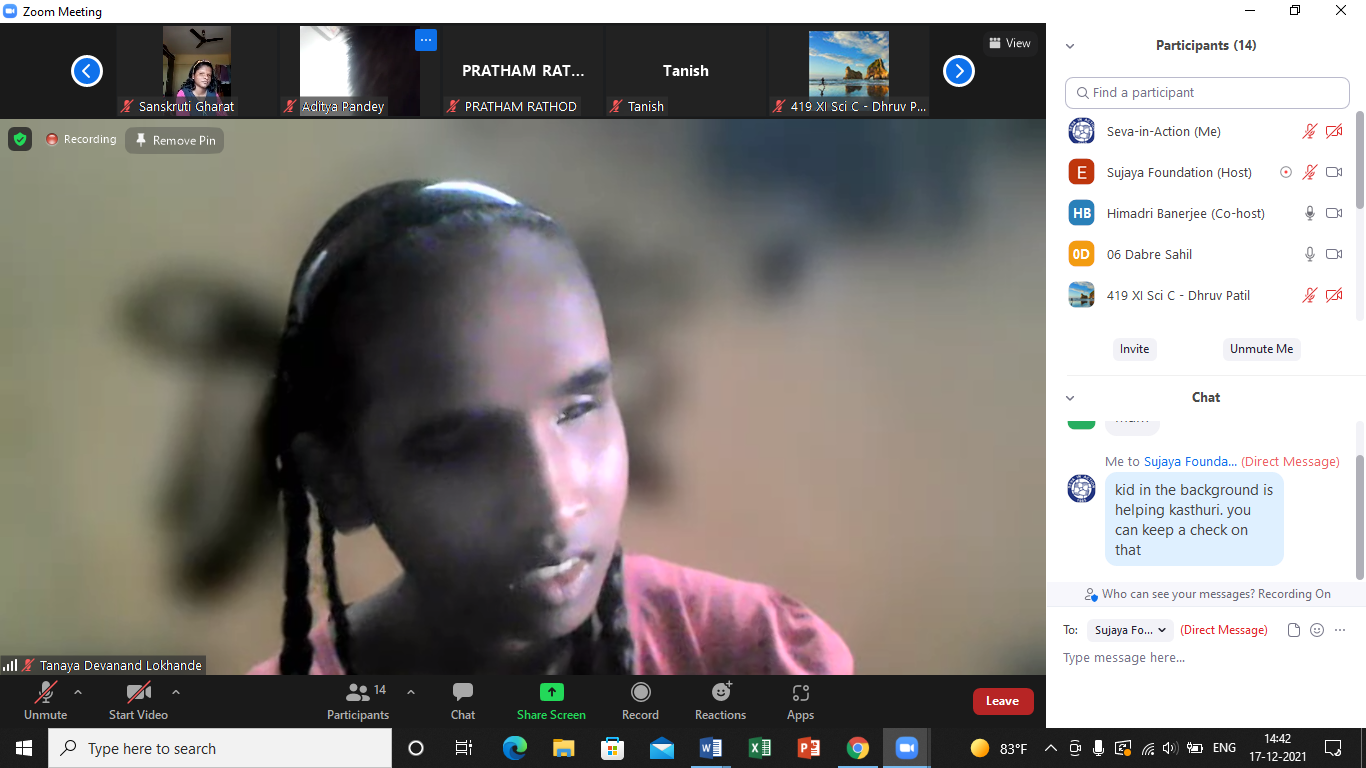 Zoom Meeting
Sanskruti Gharat
Aditya Pandey
PRATHAM RAT...
PRATHAM RATHOD
Tanish
Tanish
419 XI Sci C - Dhruv P...
View
Recording
Remove Pin
Tanaya Devanand Lokhande
Participants (14)
Find a participant
Seva-in-Action (Me)
E Sujaya Foundation (Host)
HB Himadri Banerjee (Co-host)
0D 06 Dabre Sahil
419 XI Sci C - Dhruv Patil
Invite Unmute Me
Chat
Me to Sujaya Founda... (Direct Message)
kid in the background is
helping kasthuri. you
can keep a check on
that
Who can see your messages? Recording On
To: Sujaya Fo... (Direct Message)
Type message here...
Unmute Start Video Participants 14 Chat Share Screen Record Reactions Apps Leave
Type here to search
83°F ENG 14:42
17-12-2021